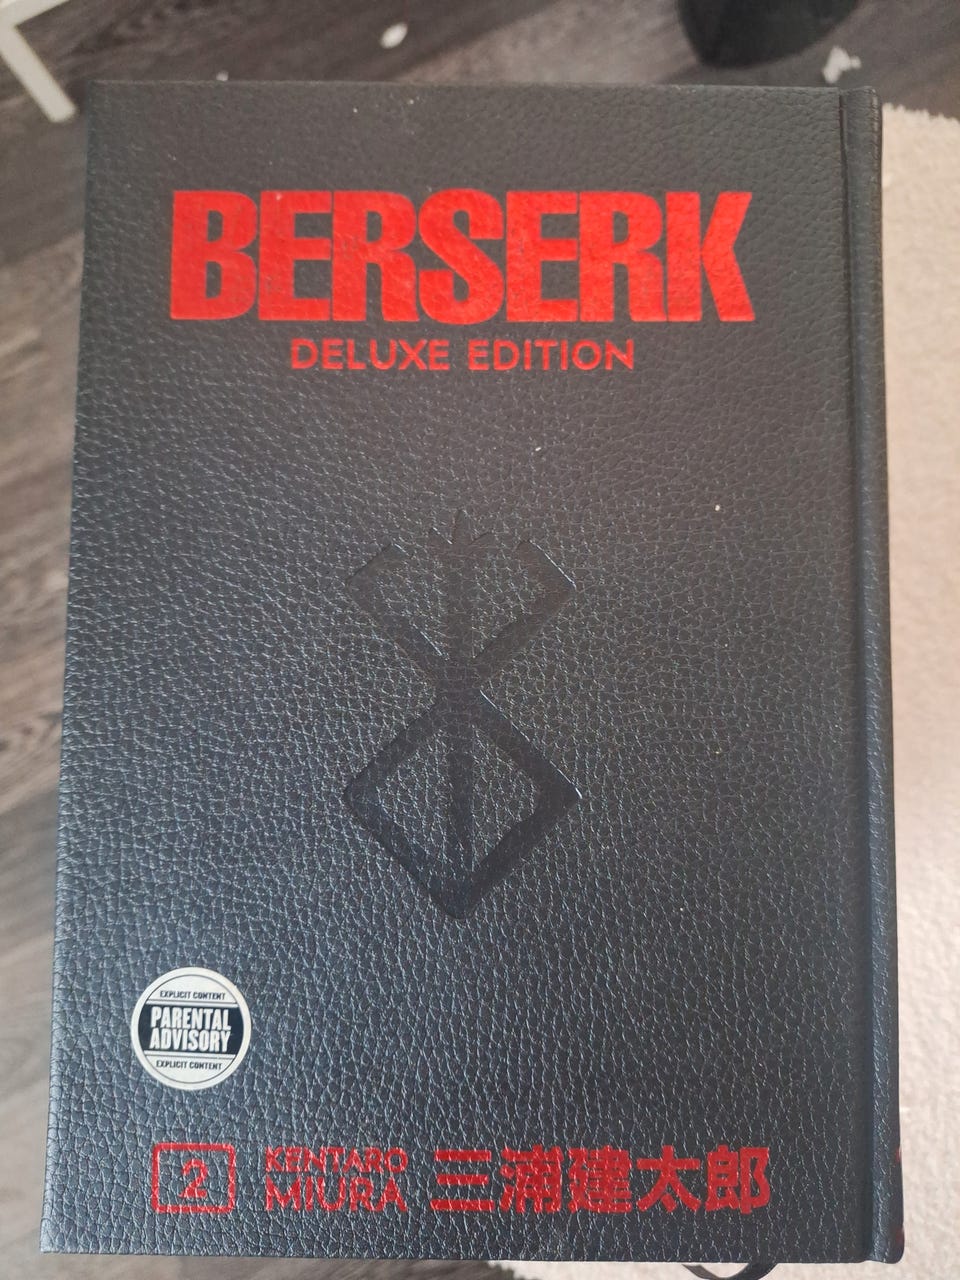 BERSERK
DELUXE EDITION
EXPLICIT CONTENT
PARENTAL
ADVISORY
EXPLICIT CONTENT
2
KENTARO
MIURA
三浦建太郎